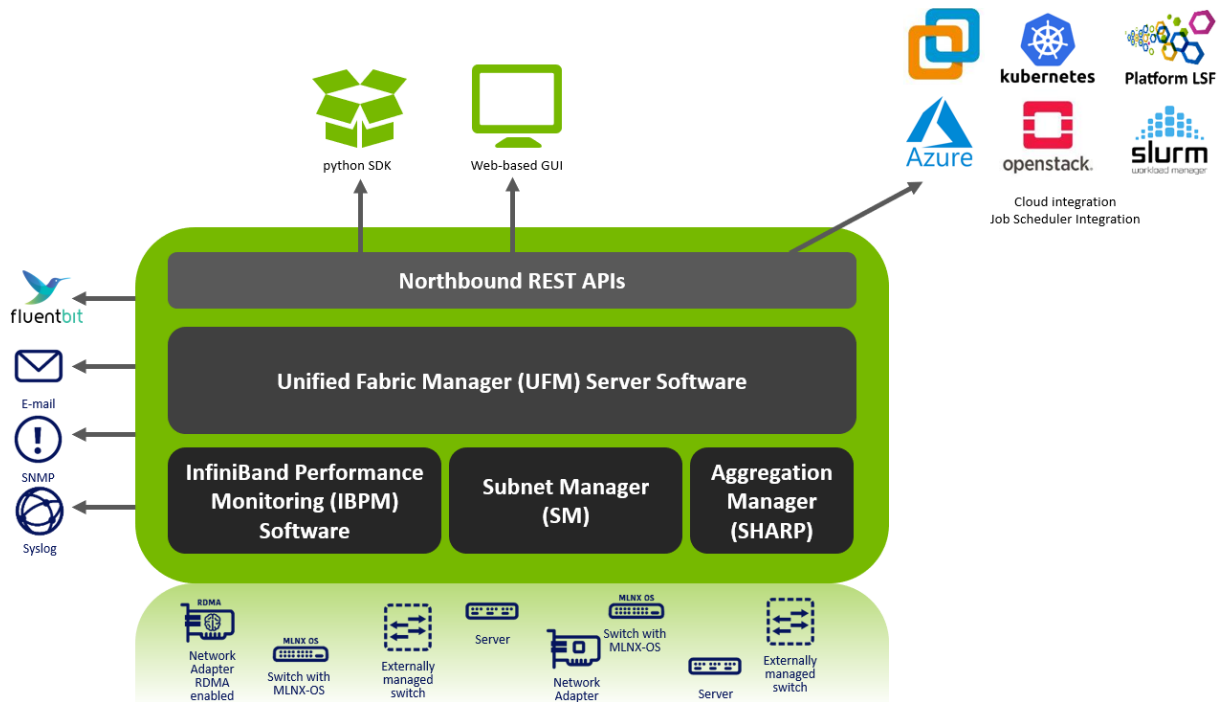 kubernetes
Platform LSF
Azure
openstack.
slurm
workload manager
Cloud integration
Job Scheduler Integration
python SDK
Web-based GUI
Northbound REST APIs
fluentbit
E-mail
SNMP
Syslog
Unified Fabric Manager (UFM) Server Software
InfiniBand Performance
Monitoring (IBPM)
Software
Subnet Manager
(SM)
Aggregation
Manager
(SHARP)
RDMA
Network
Adapter
RDMA
enabled
MLNX OS
Switch with
MLNX-OS
Externally
managed
switch
Server
Network
Adapter
MLNX OS
Switch with
MLNX-OS
Server
Externally
managed
switch